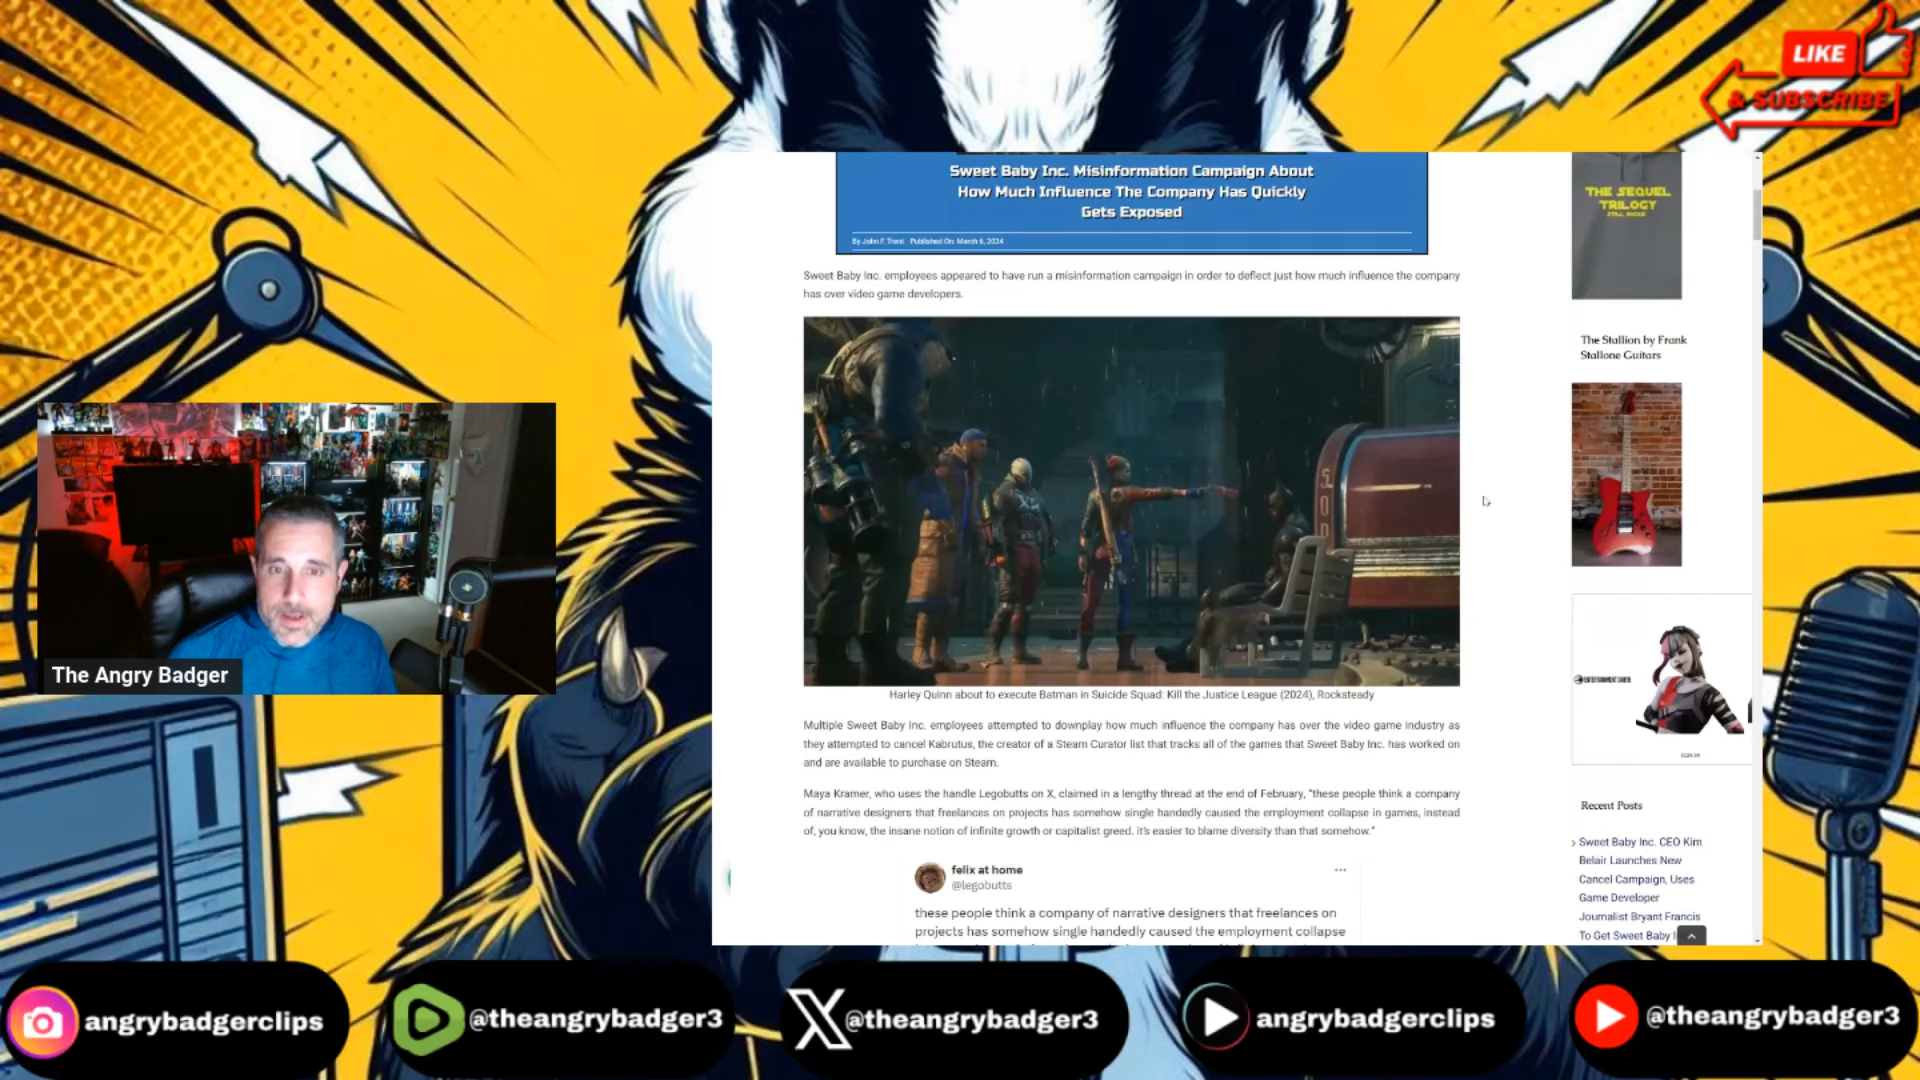 LIKE
& SUBSCRIBE
Sweet Baby Inc. Misinformation Campaign About
How Much Influence The Company Has Quickly
Gets Exposed
By John F. Trent Published On: March 6, 2024
Sweet Baby Inc. employees appeared to have run a misinformation campaign in order to deflect just how much influence the company
has over video game developers.
THE SEQUEL
TRILOGY
STILL SUCKS
The Stallion by Frank
Stallone Guitars
Harley Quinn about to execute Batman in Suicide Squad: Kill the Justice League (2024), Rocksteady
Multiple Sweet Baby Inc. employees attempted to downplay how much influence the company has over the video game industry as
they attempted to cancel Kabrutus, the creator of a Steam Curator list that tracks all of the games that Sweet Baby Inc. has worked on
and are available to purchase on Steam.
Maya Kramer, who uses the handle Legobutts on X, claimed in a lengthy thread at the end of February, "these people think a company
of narrative designers that freelances on projects has somehow single handedly caused the employment collapse in games, instead
of, you know, the insane notion of infinite growth or capitalist greed. it's easier to blame diversity than that somehow."
felix at home
@legobutts
these people think a company of narrative designers that freelances on
projects has somehow single handedly caused the employment collapse
ENTERTAINMENT EARTH
Recent Posts
Sweet Baby Inc. CEO Kim
Belair Launches New
Cancel Campaign, Uses
Game Developer
Journalist Bryant Francis
To Get Sweet Baby
The Angry Badger
angrybadgerclips
@theangrybadger3
@theangrybadger3
angrybadgerclips
@theangrybadger3